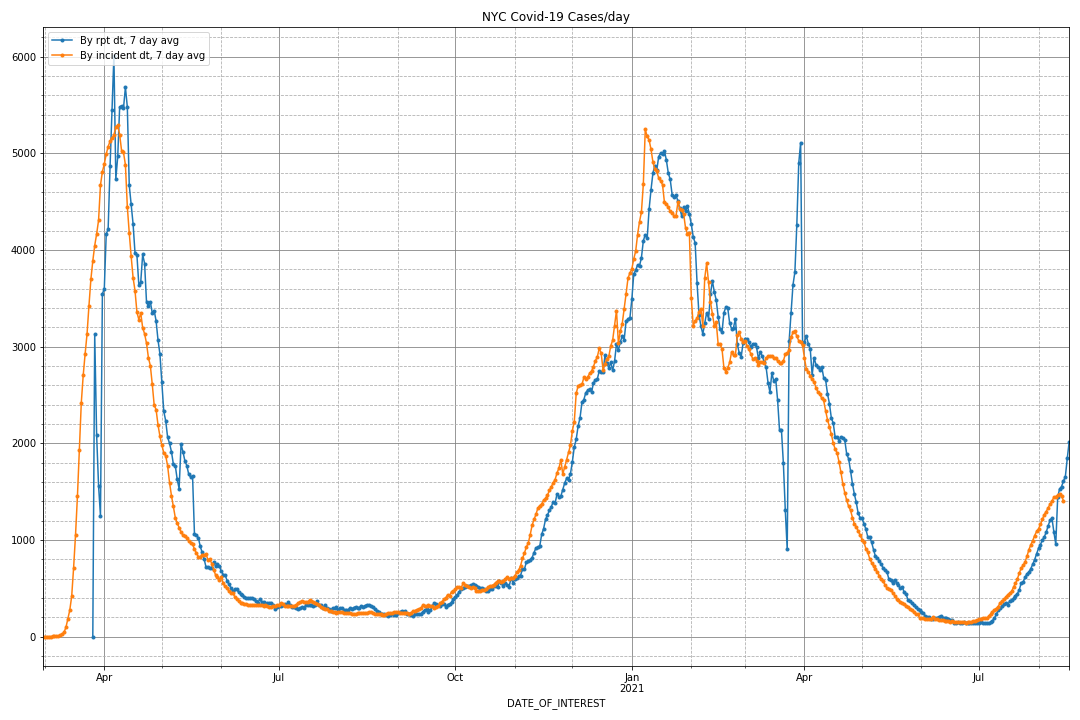 NYC Covid-19 Cases/day
By rpt dt, 7 day avg
By incident dt, 7 day avg
6000
5000
4000
3000
2000
1000
0
Apr
Jul
Oct
Jan
2021
Apr
Jul
DATE_OF_INTEREST